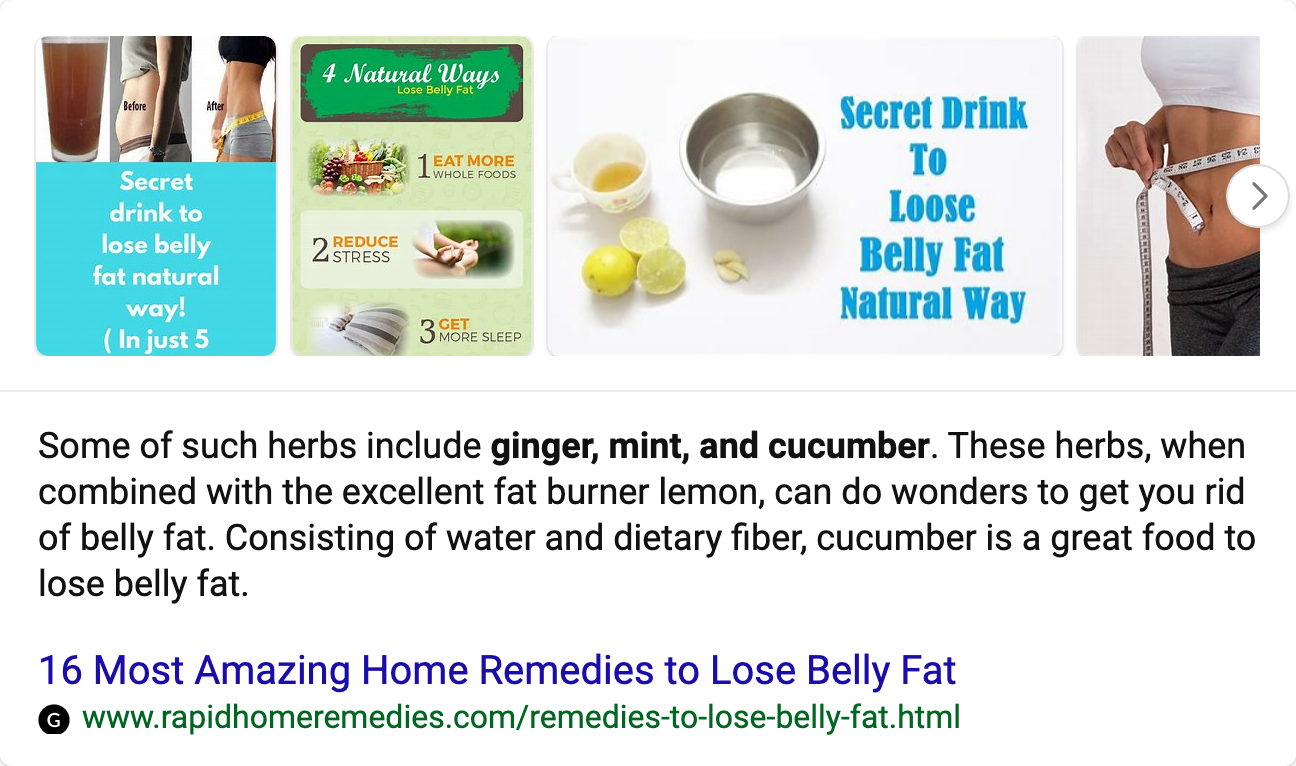 Before
After
Secret
drink to
lose belly
fat natural
way!
( In just 5
4 Natural Ways
Lose Belly Fat
1 EAT MORE
WHOLE FOODS
2 REDUCE
STRESS
3 GET
MORE SLEEP
Secret Drink
To
Loose
Belly Fat
Natural Way
Some of such herbs include ginger, mint, and cucumber. These herbs, when
combined with the excellent fat burner lemon, can do wonders to get you rid
of belly fat. Consisting of water and dietary fiber, cucumber is a great food to
lose belly fat.
16 Most Amazing Home Remedies to Lose Belly Fat
G www.rapidhomeremedies.com/remedies-to-lose-belly-fat.html